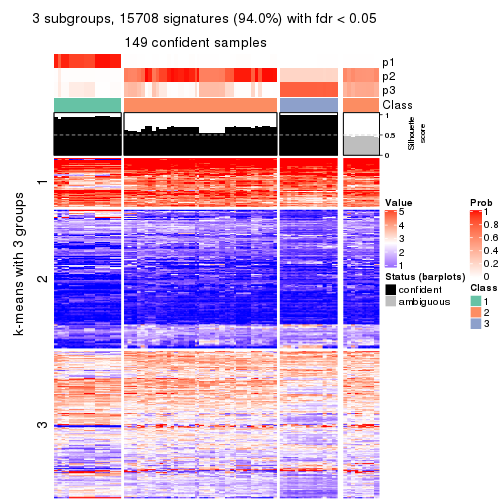 3 subgroups, 15708 signatures (94.0%) with fdr < 0.05
149 confident samples
p1
p2
p3
Class
1
0.5
0
Silhouette
score
k-means with 3 groups
1
2
3
Value
5
4
3
2
1
Status (barplots)
confident
ambiguous
Prob
1
0.8
0.6
0.4
0.2
0
Class
1
2
3